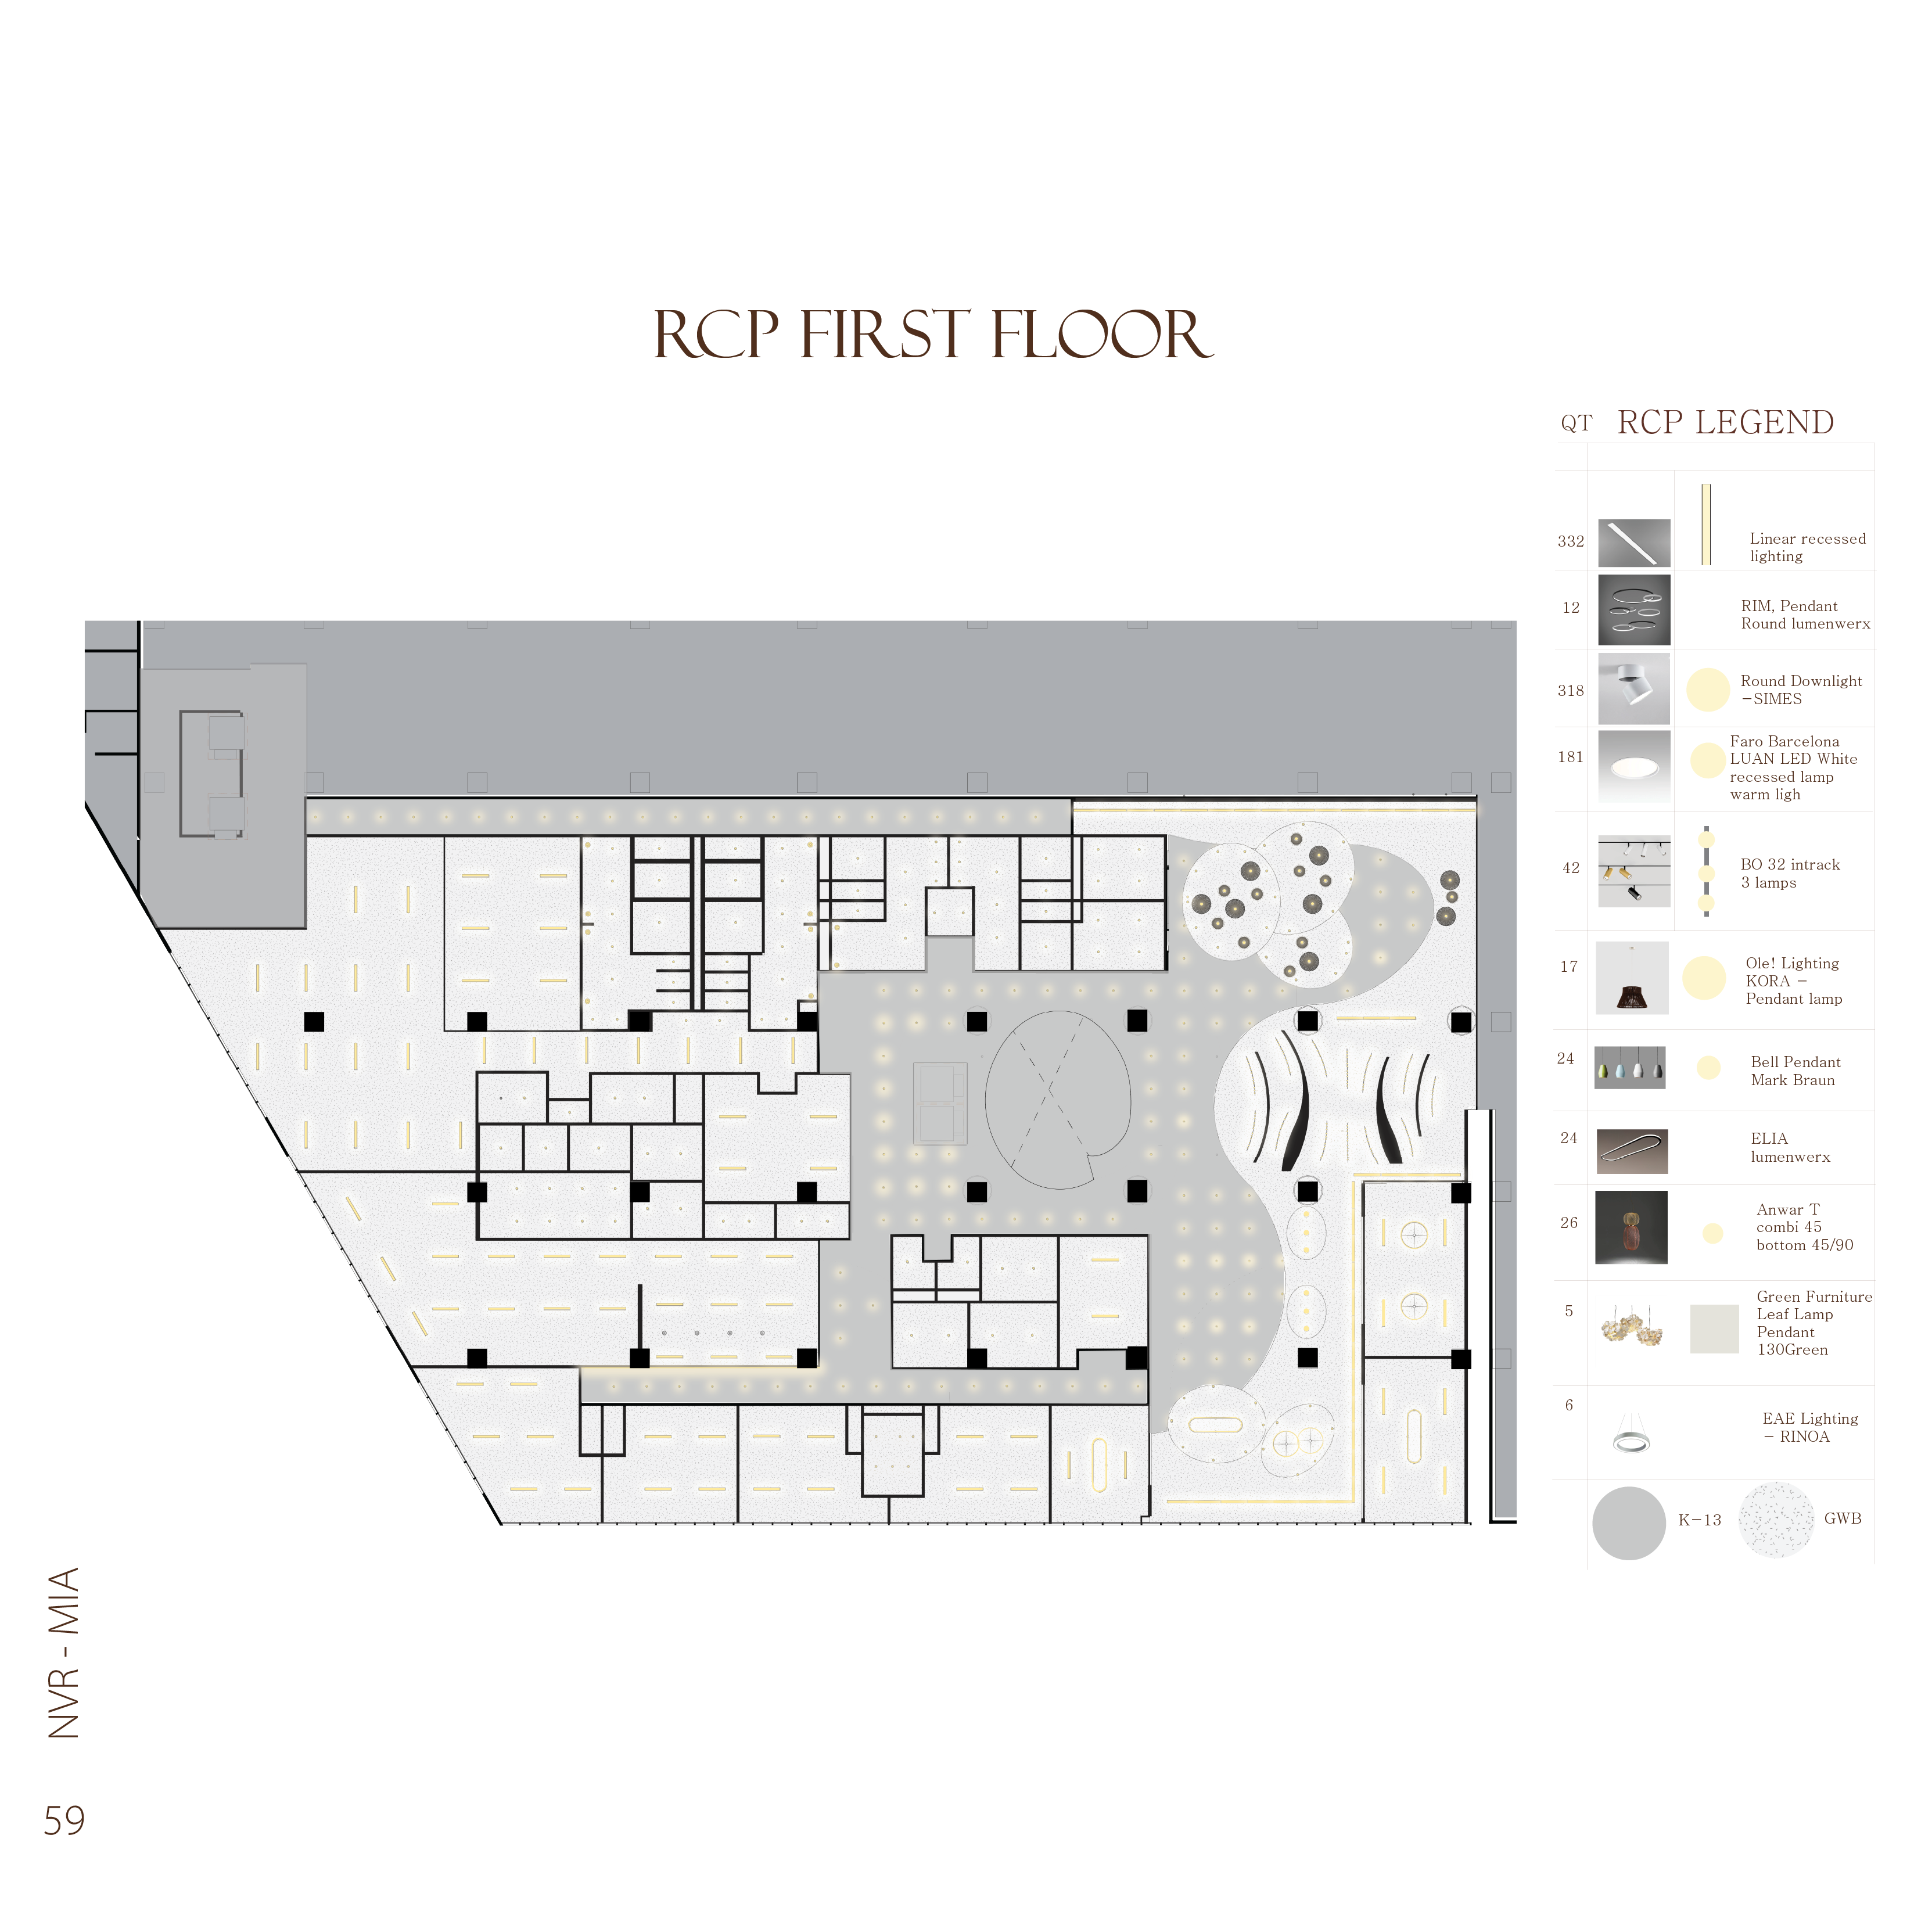 RCP FIRST FLOOR
QT RCP LEGEND
332
Linear recessed
lighting
12
RIM, Pendant
Round lumenwerx
318
Round Downlight
-SIMES
181
Faro Barcelona
LUAN LED White
recessed lamp
warm ligh
42
BO 32 intrack
3 lamps
17
Ole! Lighting
KORA -
Pendant lamp
24
Bell Pendant
Mark Braun
24
ELIA
lumenwerx
26
Anwar T
combi 45
bottom 45/90
5
Green Furniture
Leaf Lamp
Pendant
130Green
6
EAE Lighting
- RINOA
K-13
GWB
NVR - MIA
59